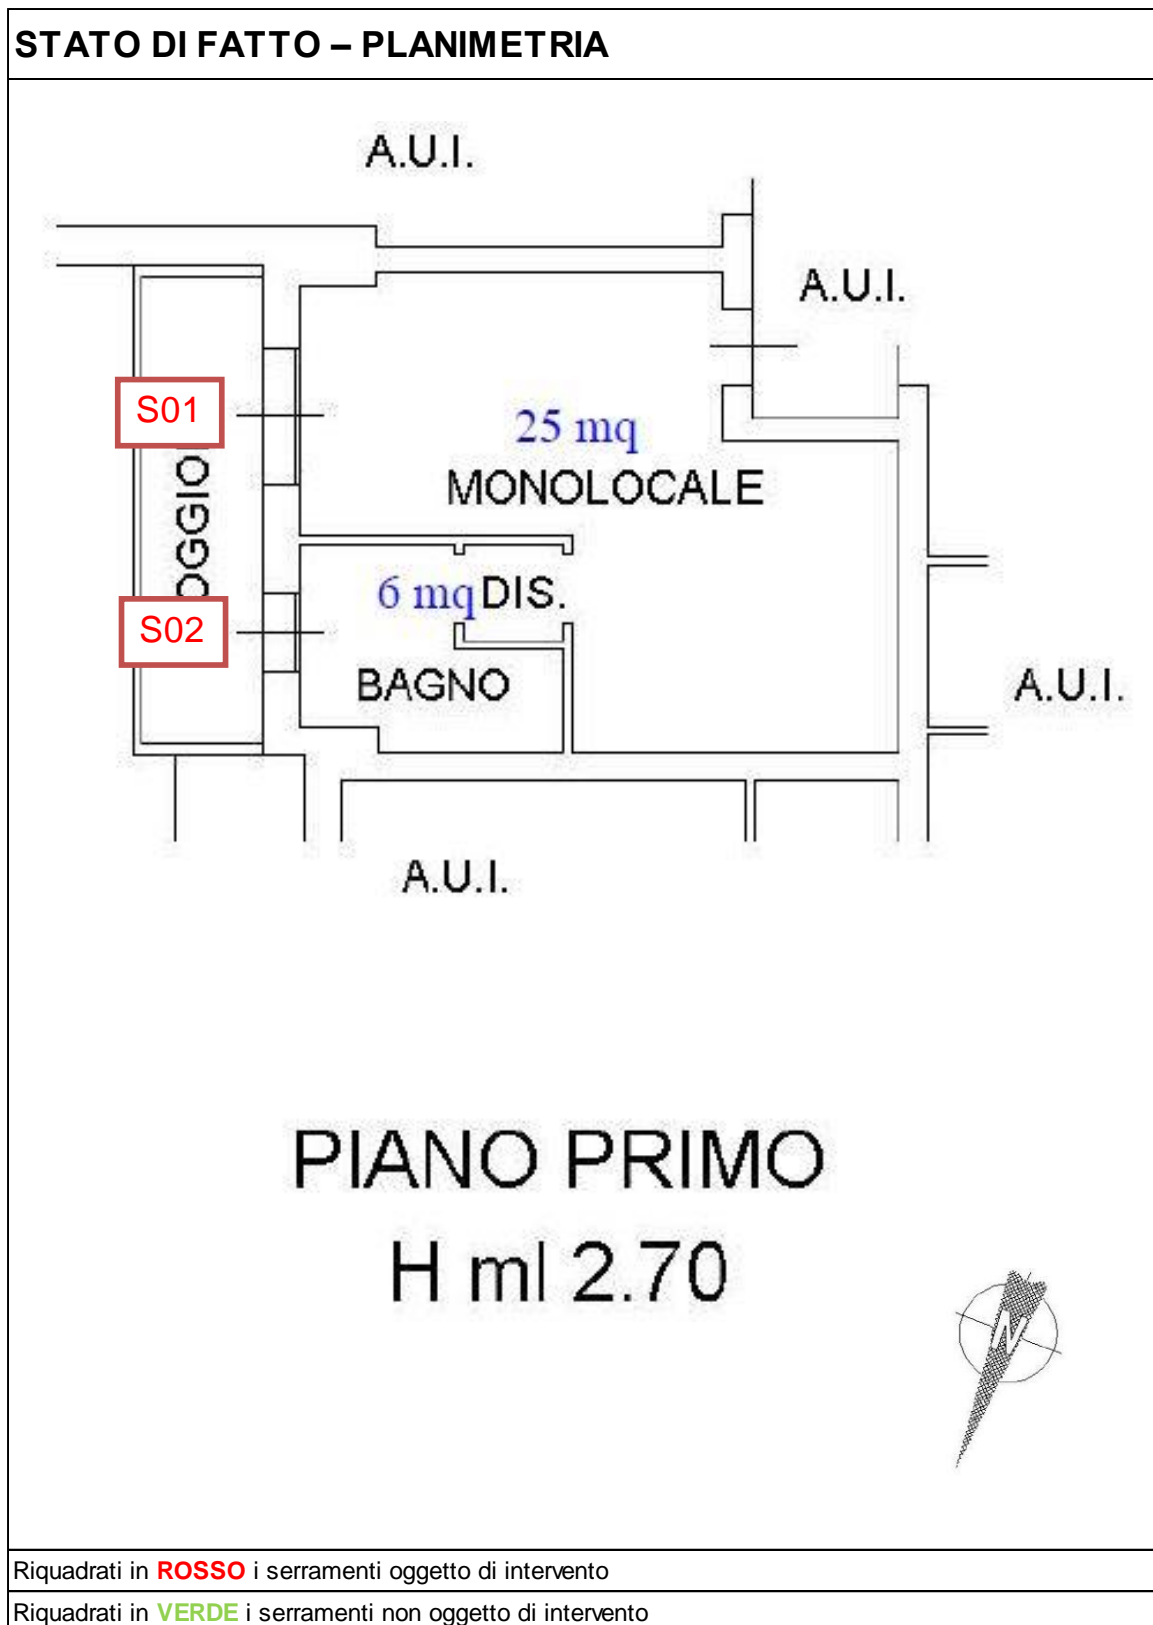 STATO DI FATTO – PLANIMETRIA
A.U.I.
A.U.I.
S01
25 mq
MONOLOCALE
OGGIO
6 mq DIS.
S02
BAGNO
A.U.I.
A.U.I.
PIANO PRIMO
H ml 2.70
N
Riquadrati in ROSSO i serramenti oggetto di intervento
Riquadrati in VERDE i serramenti non oggetto di intervento